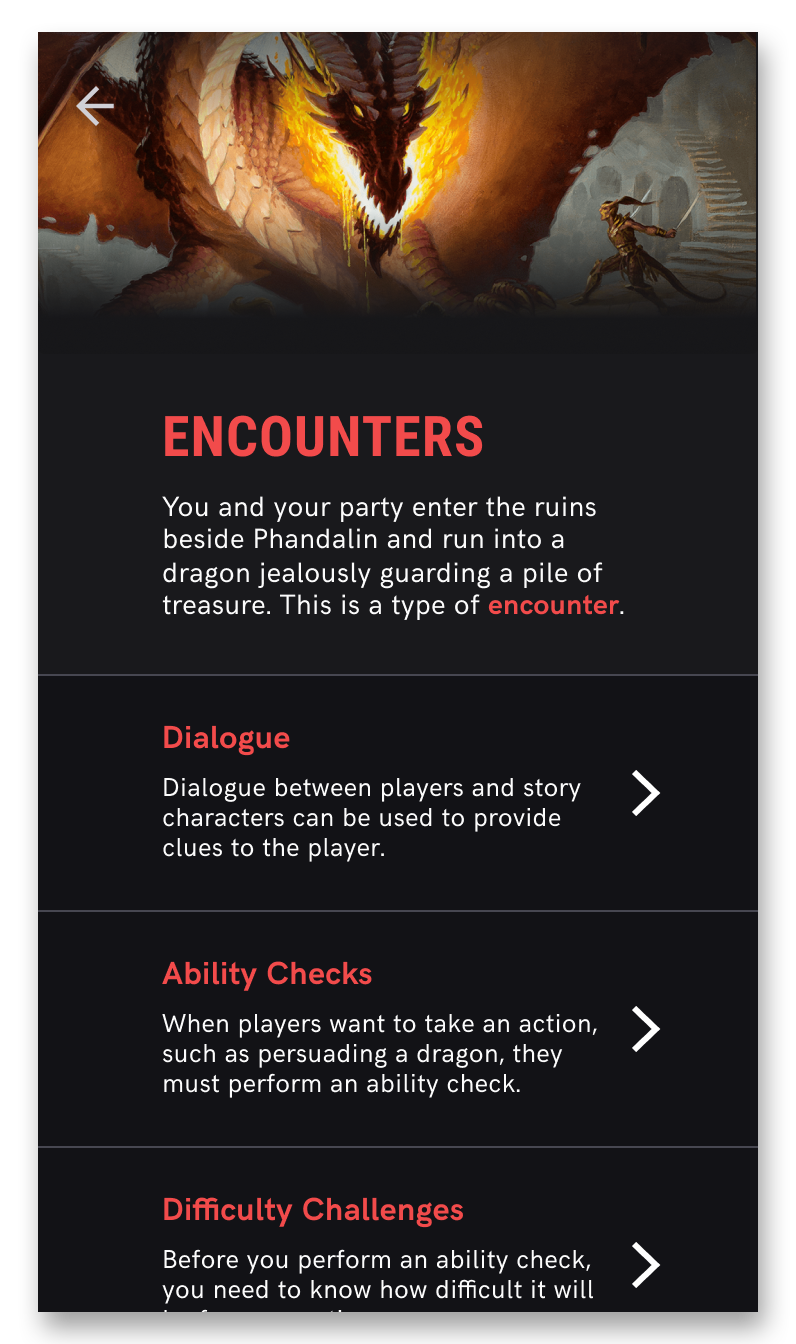 ENCOUNTERS
You and your party enter the ruins
beside Phandalin and run into a
dragon jealously guarding a pile of
treasure. This is a type of encounter.
Dialogue
Dialogue between players and story
characters can be used to provide
clues to the player.
Ability Checks
When players want to take an action,
such as persuading a dragon, they
must perform an ability check.
Difficulty Challenges
Before you perform an ability check,
you need to know how difficult it will